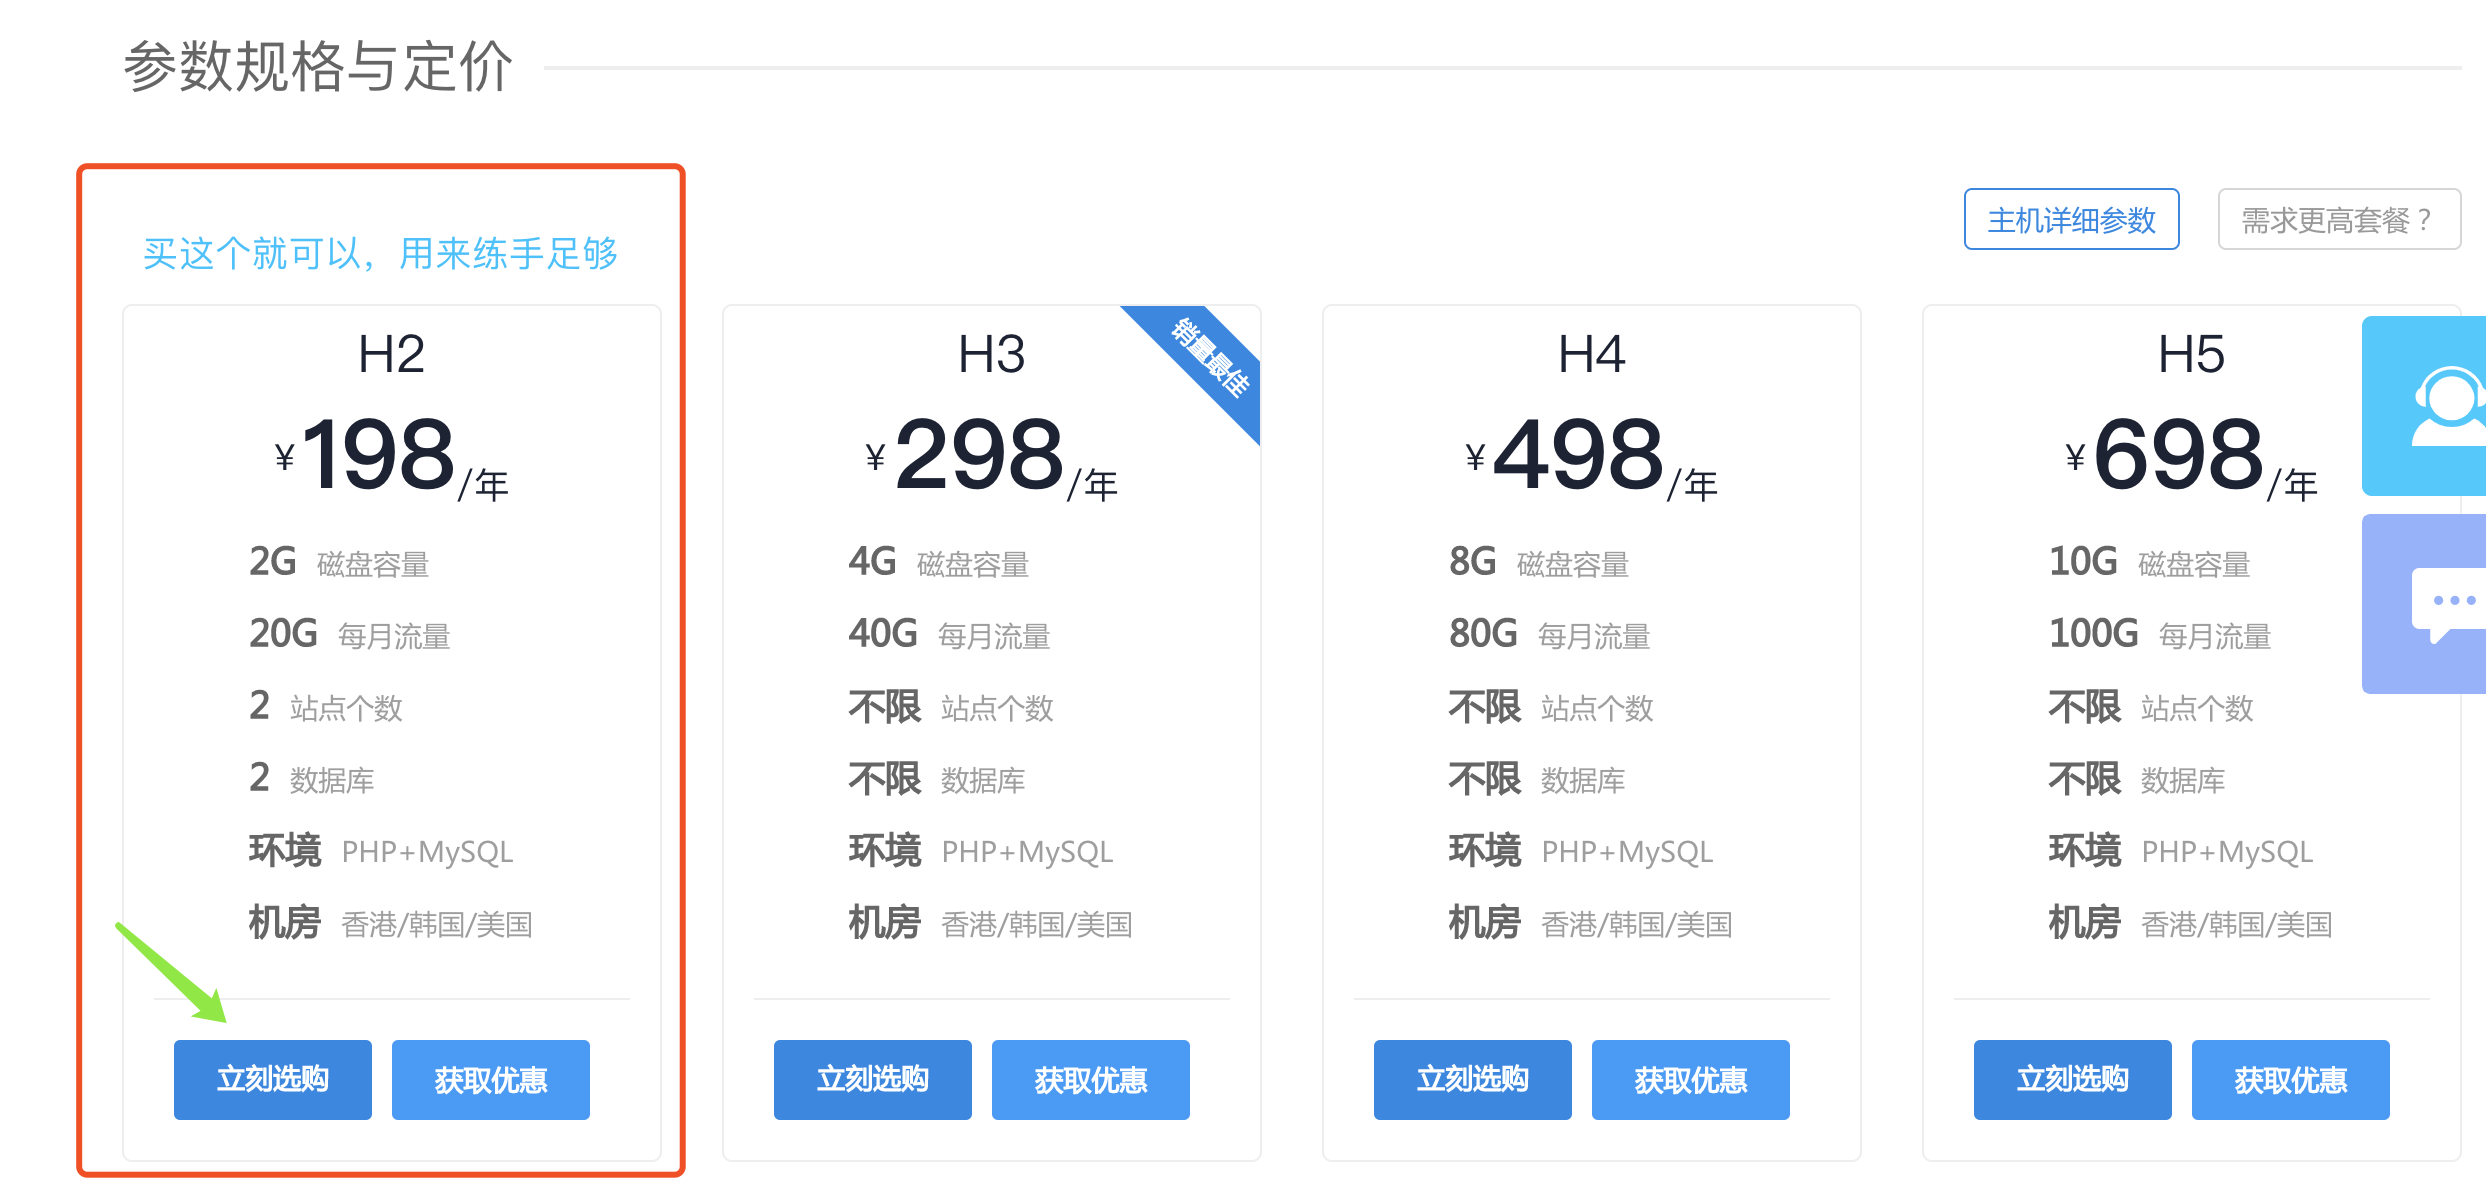 参数规格与定价
主机详细参数
需求更高套餐？
买这个就可以，用来练手足够
H2
¥198/年
2G 磁盘容量
20G 每月流量
2 站点个数
2 数据库
环境 PHP+MySQL
机房 香港/韩国/美国
立刻选购
获取优惠
销量最佳
H3
¥298/年
4G 磁盘容量
40G 每月流量
不限 站点个数
不限 数据库
环境 PHP+MySQL
机房 香港/韩国/美国
立刻选购
获取优惠
H4
¥498/年
8G 磁盘容量
80G 每月流量
不限 站点个数
不限 数据库
环境 PHP+MySQL
机房 香港/韩国/美国
立刻选购
获取优惠
H5
¥698/年
10G 磁盘容量
100G 每月流量
不限 站点个数
不限 数据库
环境 PHP+MySQL
机房 香港/韩国/美国
立刻选购
获取优惠